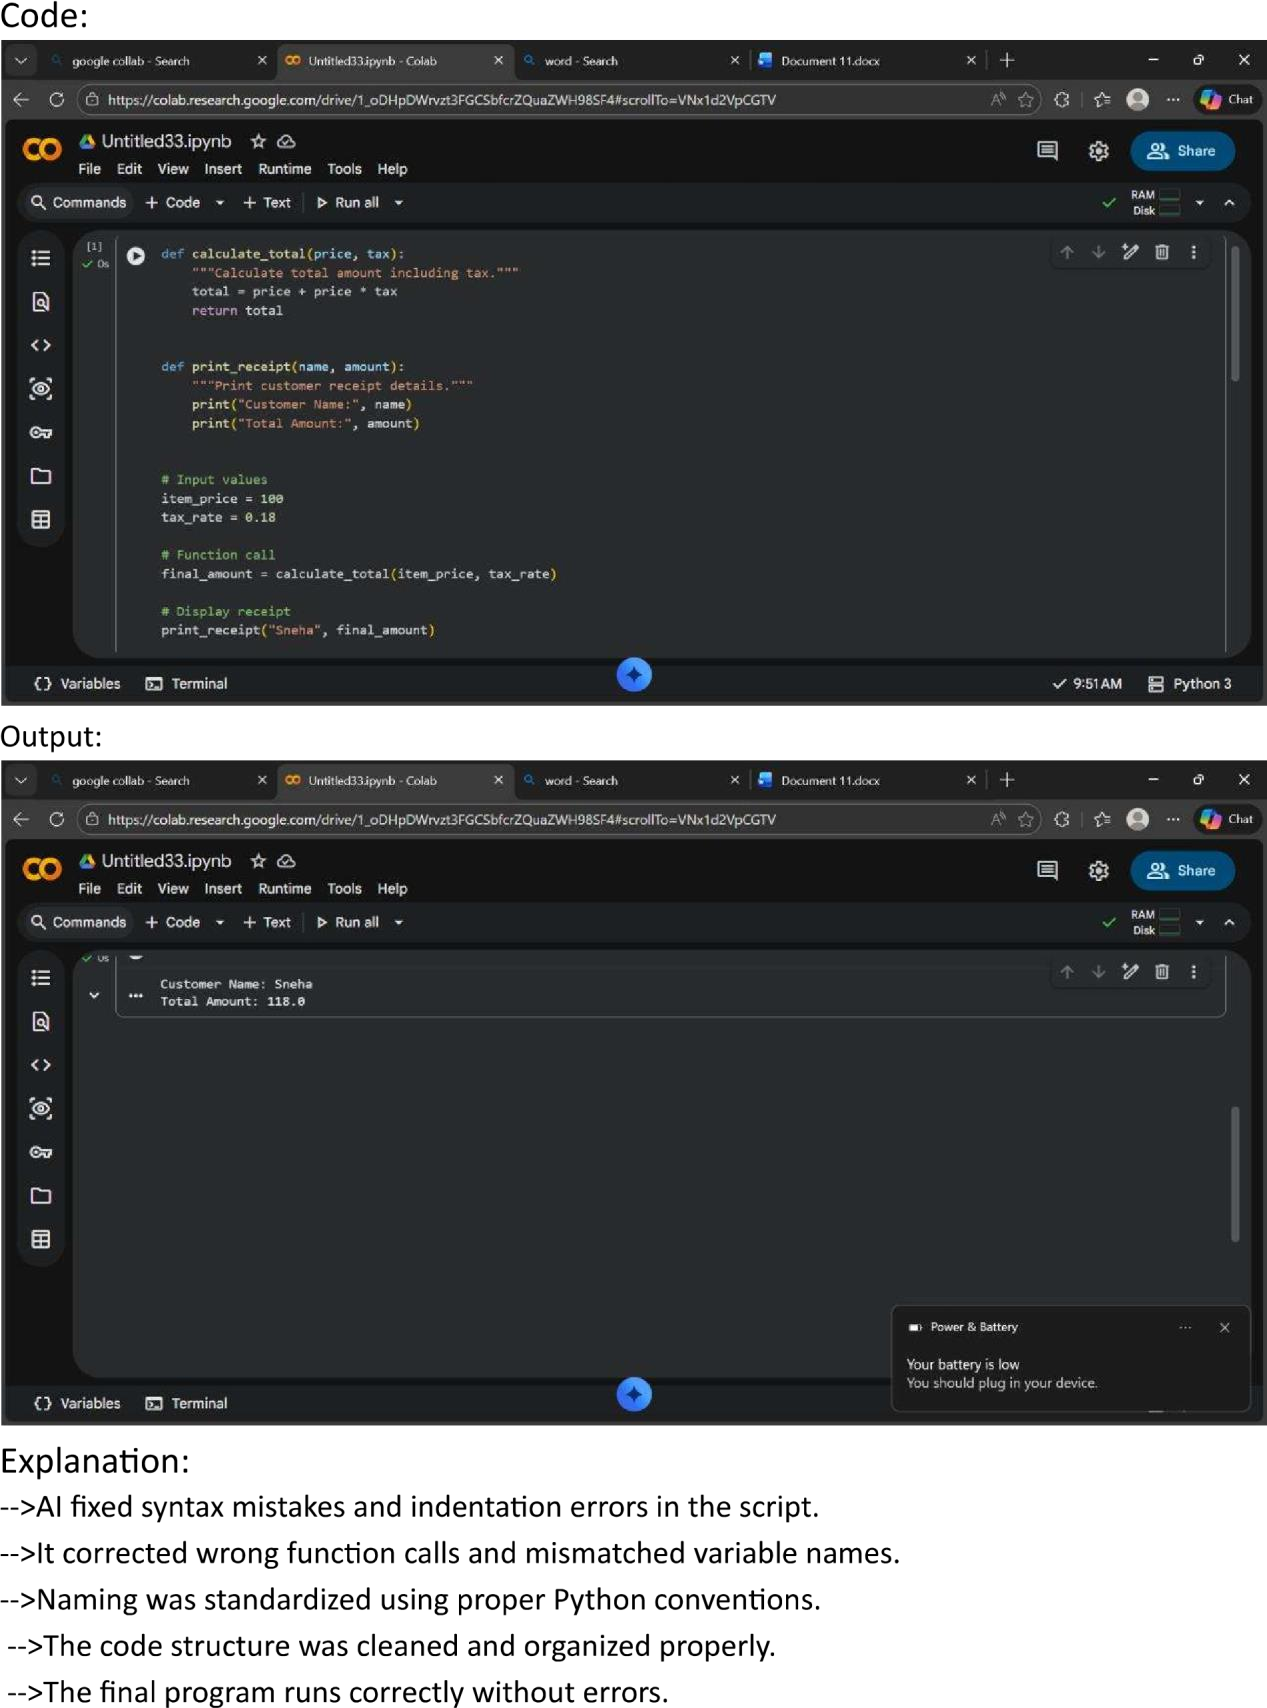 Code:
google collab - Search
Untitled33.ipynb - Colab
word - Search
Document 11.docx
https://colab.research.google.com/drive/1_oDHpDWrvzt3FGCSbfcrZQuaZWH98SF4#scrollTo=VNx1d2VpCGTV
Chat
CO
Untitled33.ipynb
Share
File Edit View Insert Runtime Tools Help
Commands + Code + Text Run all
RAM
Disk
[1]
0s
def calculate_total(price, tax):
    """Calculate total amount including tax."""
    total = price + price * tax
    return total
def print_receipt(name, amount):
    """Print customer receipt details."""
    print("Customer Name:", name)
    print("Total Amount:", amount)
# Input values
item_price = 100
tax_rate = 0.18
# Function call
final_amount = calculate_total(item_price, tax_rate)
# Display receipt
print_receipt("Sneha", final_amount)
{} Variables Terminal
9:51 AM Python 3
Output:
google collab - Search
Untitled33.ipynb - Colab
word - Search
Document 11.docx
https://colab.research.google.com/drive/1_oDHpDWrvzt3FGCSbfcrZQuaZWH98SF4#scrollTo=VNx1d2VpCGTV
Chat
CO
Untitled33.ipynb
Share
File Edit View Insert Runtime Tools Help
Commands + Code + Text Run all
RAM
Disk
0s
Customer Name: Sneha
Total Amount: 118.0
Power & Battery
Your battery is low
You should plug in your device.
{} Variables Terminal
Explanation:
-->AI fixed syntax mistakes and indentation errors in the script.
-->It corrected wrong function calls and mismatched variable names.
-->Naming was standardized using proper Python conventions.
-->The code structure was cleaned and organized properly.
-->The final program runs correctly without errors.